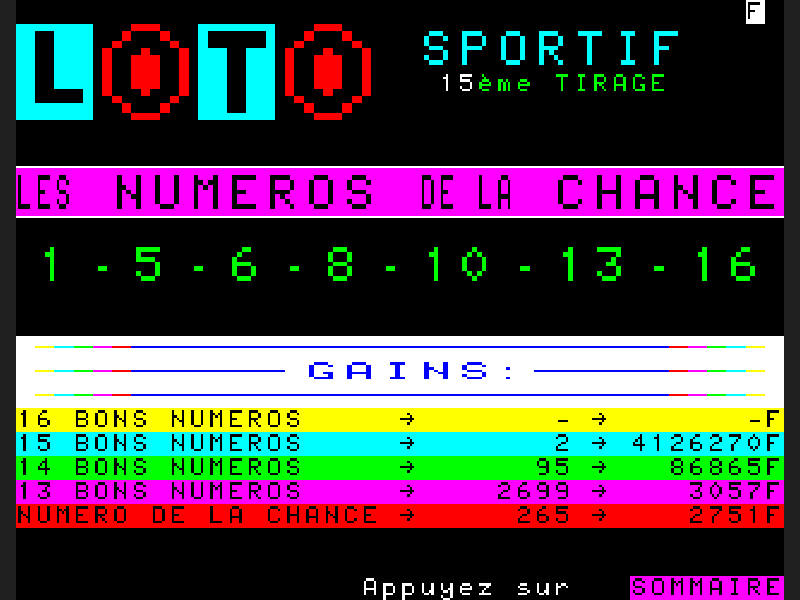 F
LOTO SPORTIF
15ème TIRAGE
LES NUMEROS DE LA CHANCE
1 - 5 - 6 - 8 - 10 - 13 - 16
GAINS:
16 BONS NUMEROS → - → -F
15 BONS NUMEROS → 2 → 4126270F
14 BONS NUMEROS → 95 → 86865F
13 BONS NUMEROS → 2699 → 3057F
NUMERO DE LA CHANCE → 265 → 2751F
Appuyez sur SOMMAIRE